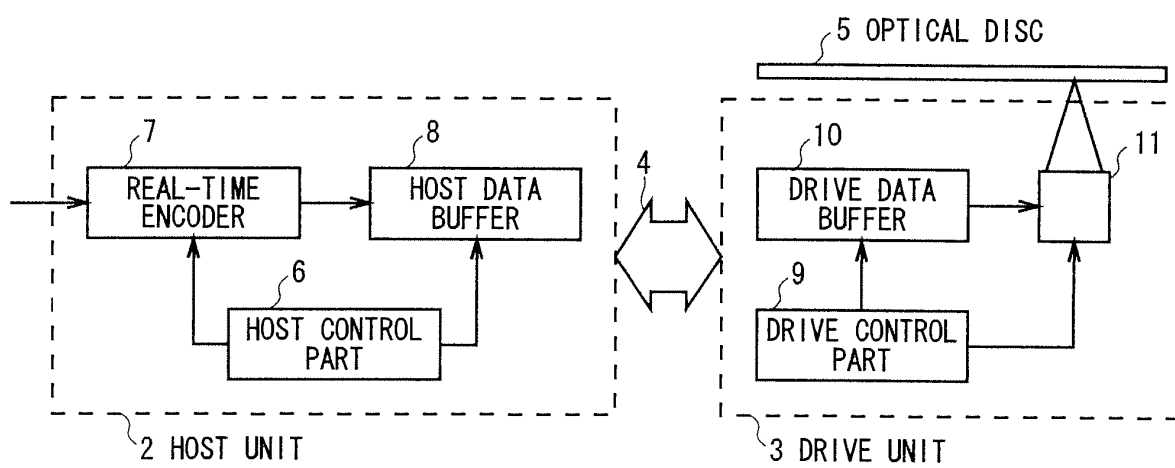 5 OPTICAL DISC
7
8
4
10
11
REAL-TIME
ENCODER
HOST DATA
BUFFER
DRIVE DATA
BUFFER
6
9
HOST CONTROL
PART
DRIVE CONTROL
PART
2 HOST UNIT
3 DRIVE UNIT